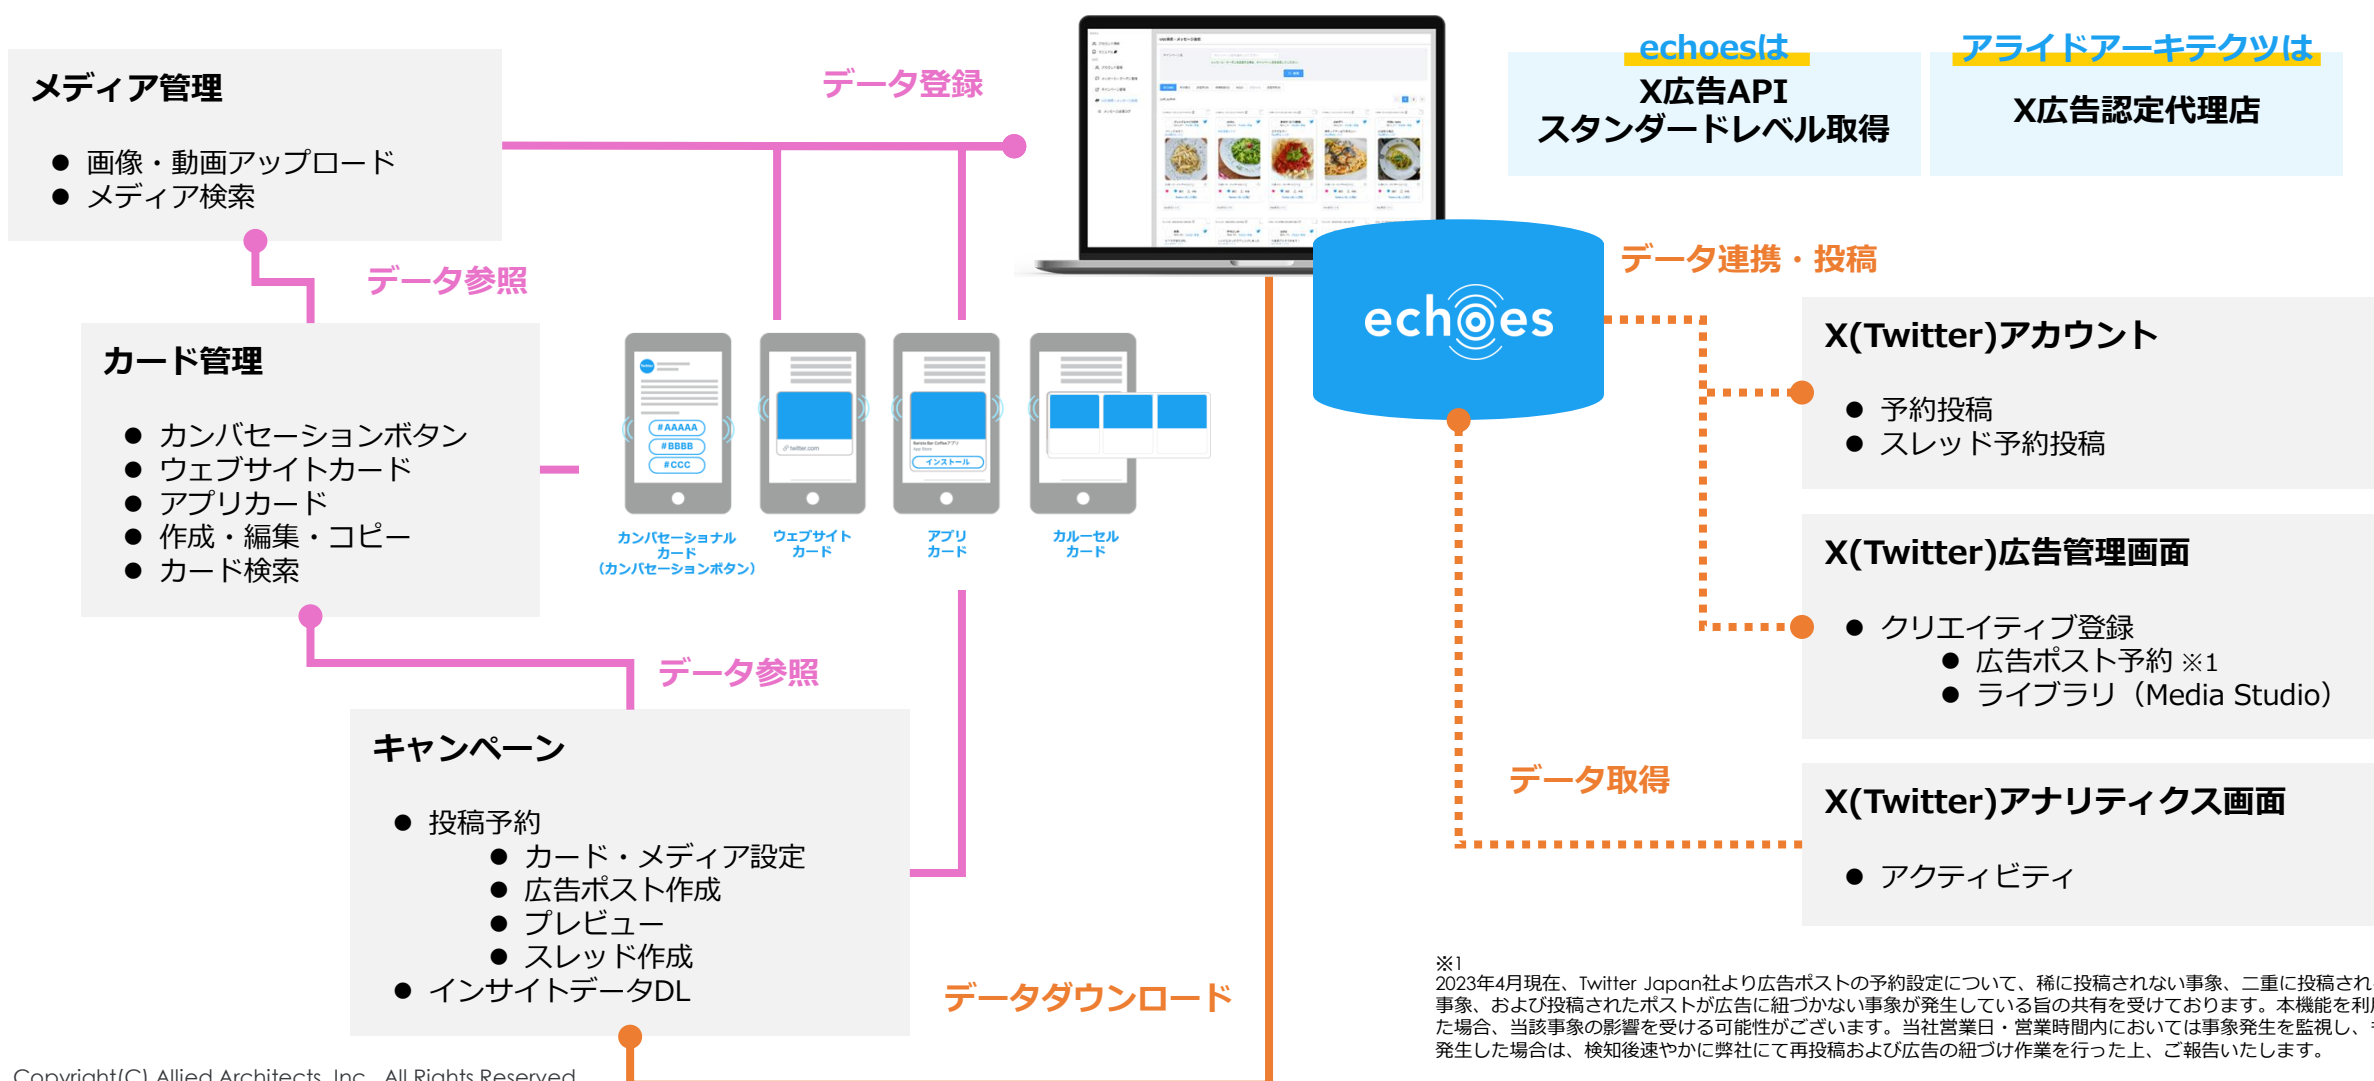 メディア管理
● 画像・動画アップロード
● メディア検索
データ登録
echoesは
X広告API
スタンダードレベル取得
アライドアーキテクツは
X広告認定代理店
データ参照
データ連携・投稿
echoes
カード管理
● カンバセーションボタン
● ウェブサイトカード
● アプリカード
● 作成・編集・コピー
● カード検索
#AAAAA
#BBBB
#CCC
twitter.com
Barista Bar Coffeeアプリ
App Store
インストール
カンバセーショナル
カード
（カンバセーションボタン）
ウェブサイト
カード
アプリ
カード
カルーセル
カード
X(Twitter)アカウント
● 予約投稿
● スレッド予約投稿
X(Twitter)広告管理画面
● クリエイティブ登録
● 広告ポスト予約 ※1
● ライブラリ（Media Studio）
データ参照
キャンペーン
● 投稿予約
● カード・メディア設定
● 広告ポスト作成
● プレビュー
● スレッド作成
● インサイトデータDL
データ取得
X(Twitter)アナリティクス画面
● アクティビティ
データダウンロード
※1
2023年4月現在、Twitter Japan社より広告ポストの予約設定について、稀に投稿されない事象、二重に投稿され
事象、および投稿されたポストが広告に紐づかない事象が発生している旨の共有を受けております。本機能を利
た場合、当該事象の影響を受ける可能性がございます。当社営業日・営業時間内においては事象発生を監視し、
発生した場合は、検知後速やかに弊社にて再投稿および広告の紐づけ作業を行った上、ご報告いたします。
Copyright(C) Allied Architects, Inc. All Rights Reserved